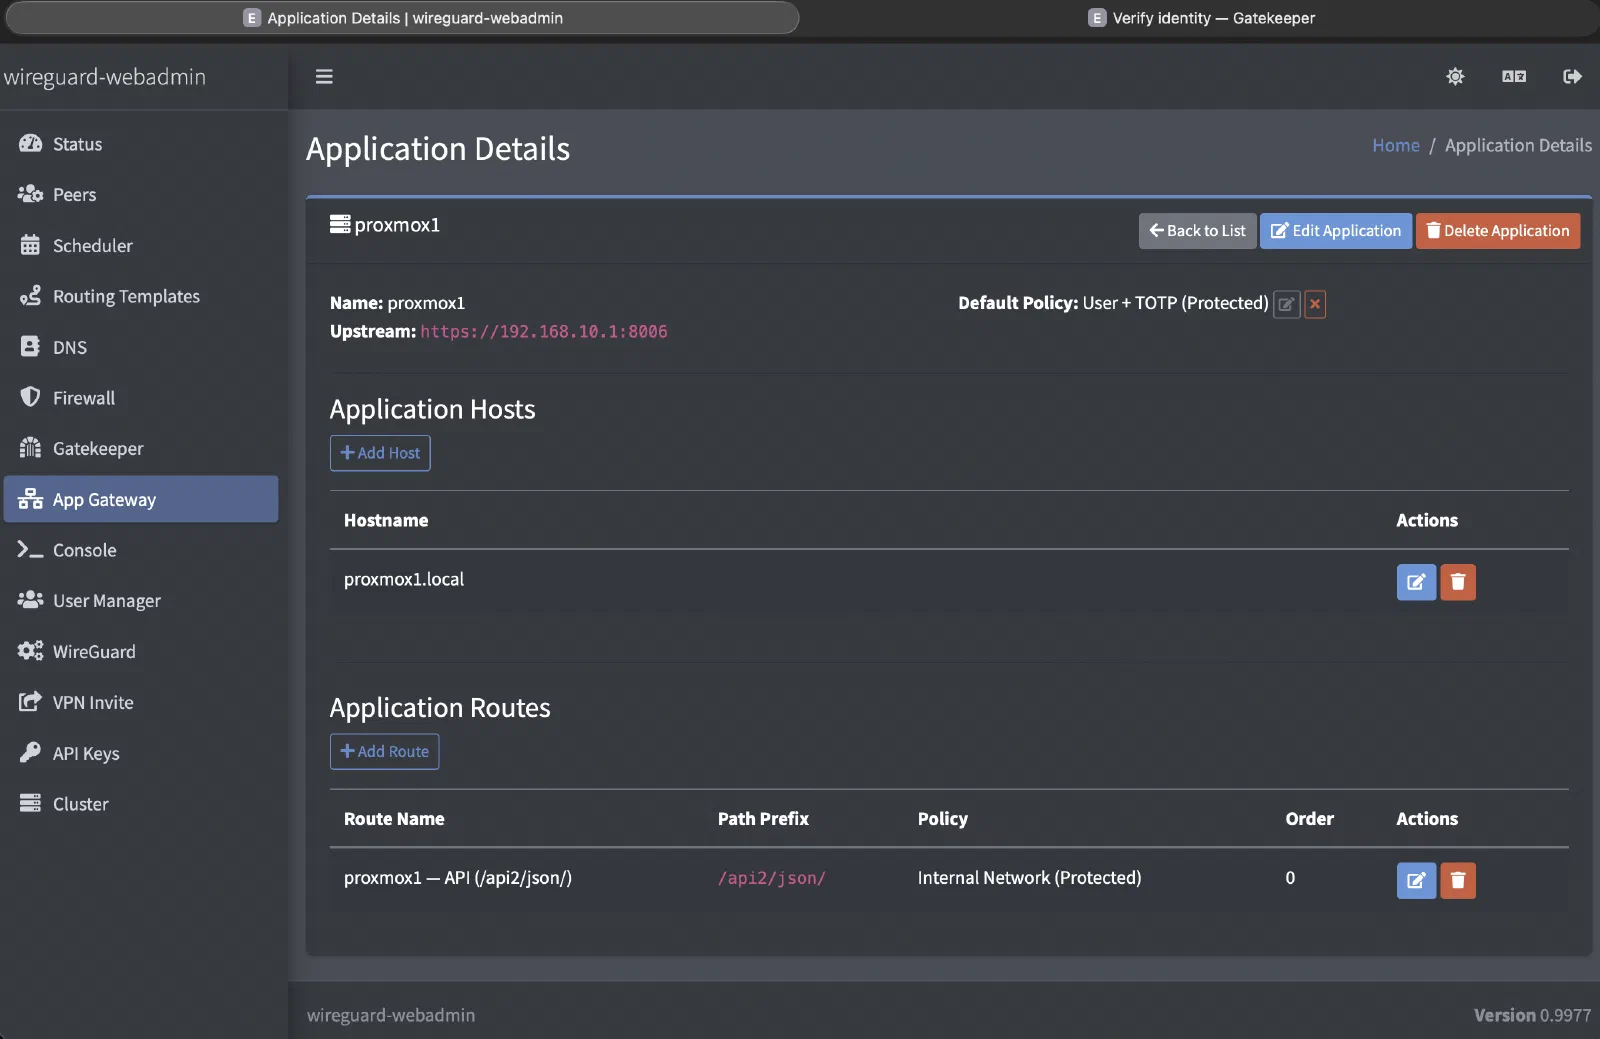 E Application Details | wireguard-webadmin
E Verify identity — Gatekeeper
wireguard-webadmin
Status
Peers
Scheduler
Routing Templates
DNS
Firewall
Gatekeeper
App Gateway
Console
User Manager
WireGuard
VPN Invite
API Keys
Cluster
Application Details
Home / Application Details
proxmox1
Back to List Edit Application Delete Application
Name: proxmox1
Default Policy: User + TOTP (Protected)
Upstream: https://192.168.10.1:8006
Application Hosts
+ Add Host
Hostname Actions
proxmox1.local
Application Routes
+ Add Route
Route Name Path Prefix Policy Order Actions
proxmox1 — API (/api2/json/) /api2/json/ Internal Network (Protected) 0
wireguard-webadmin
Version 0.9977